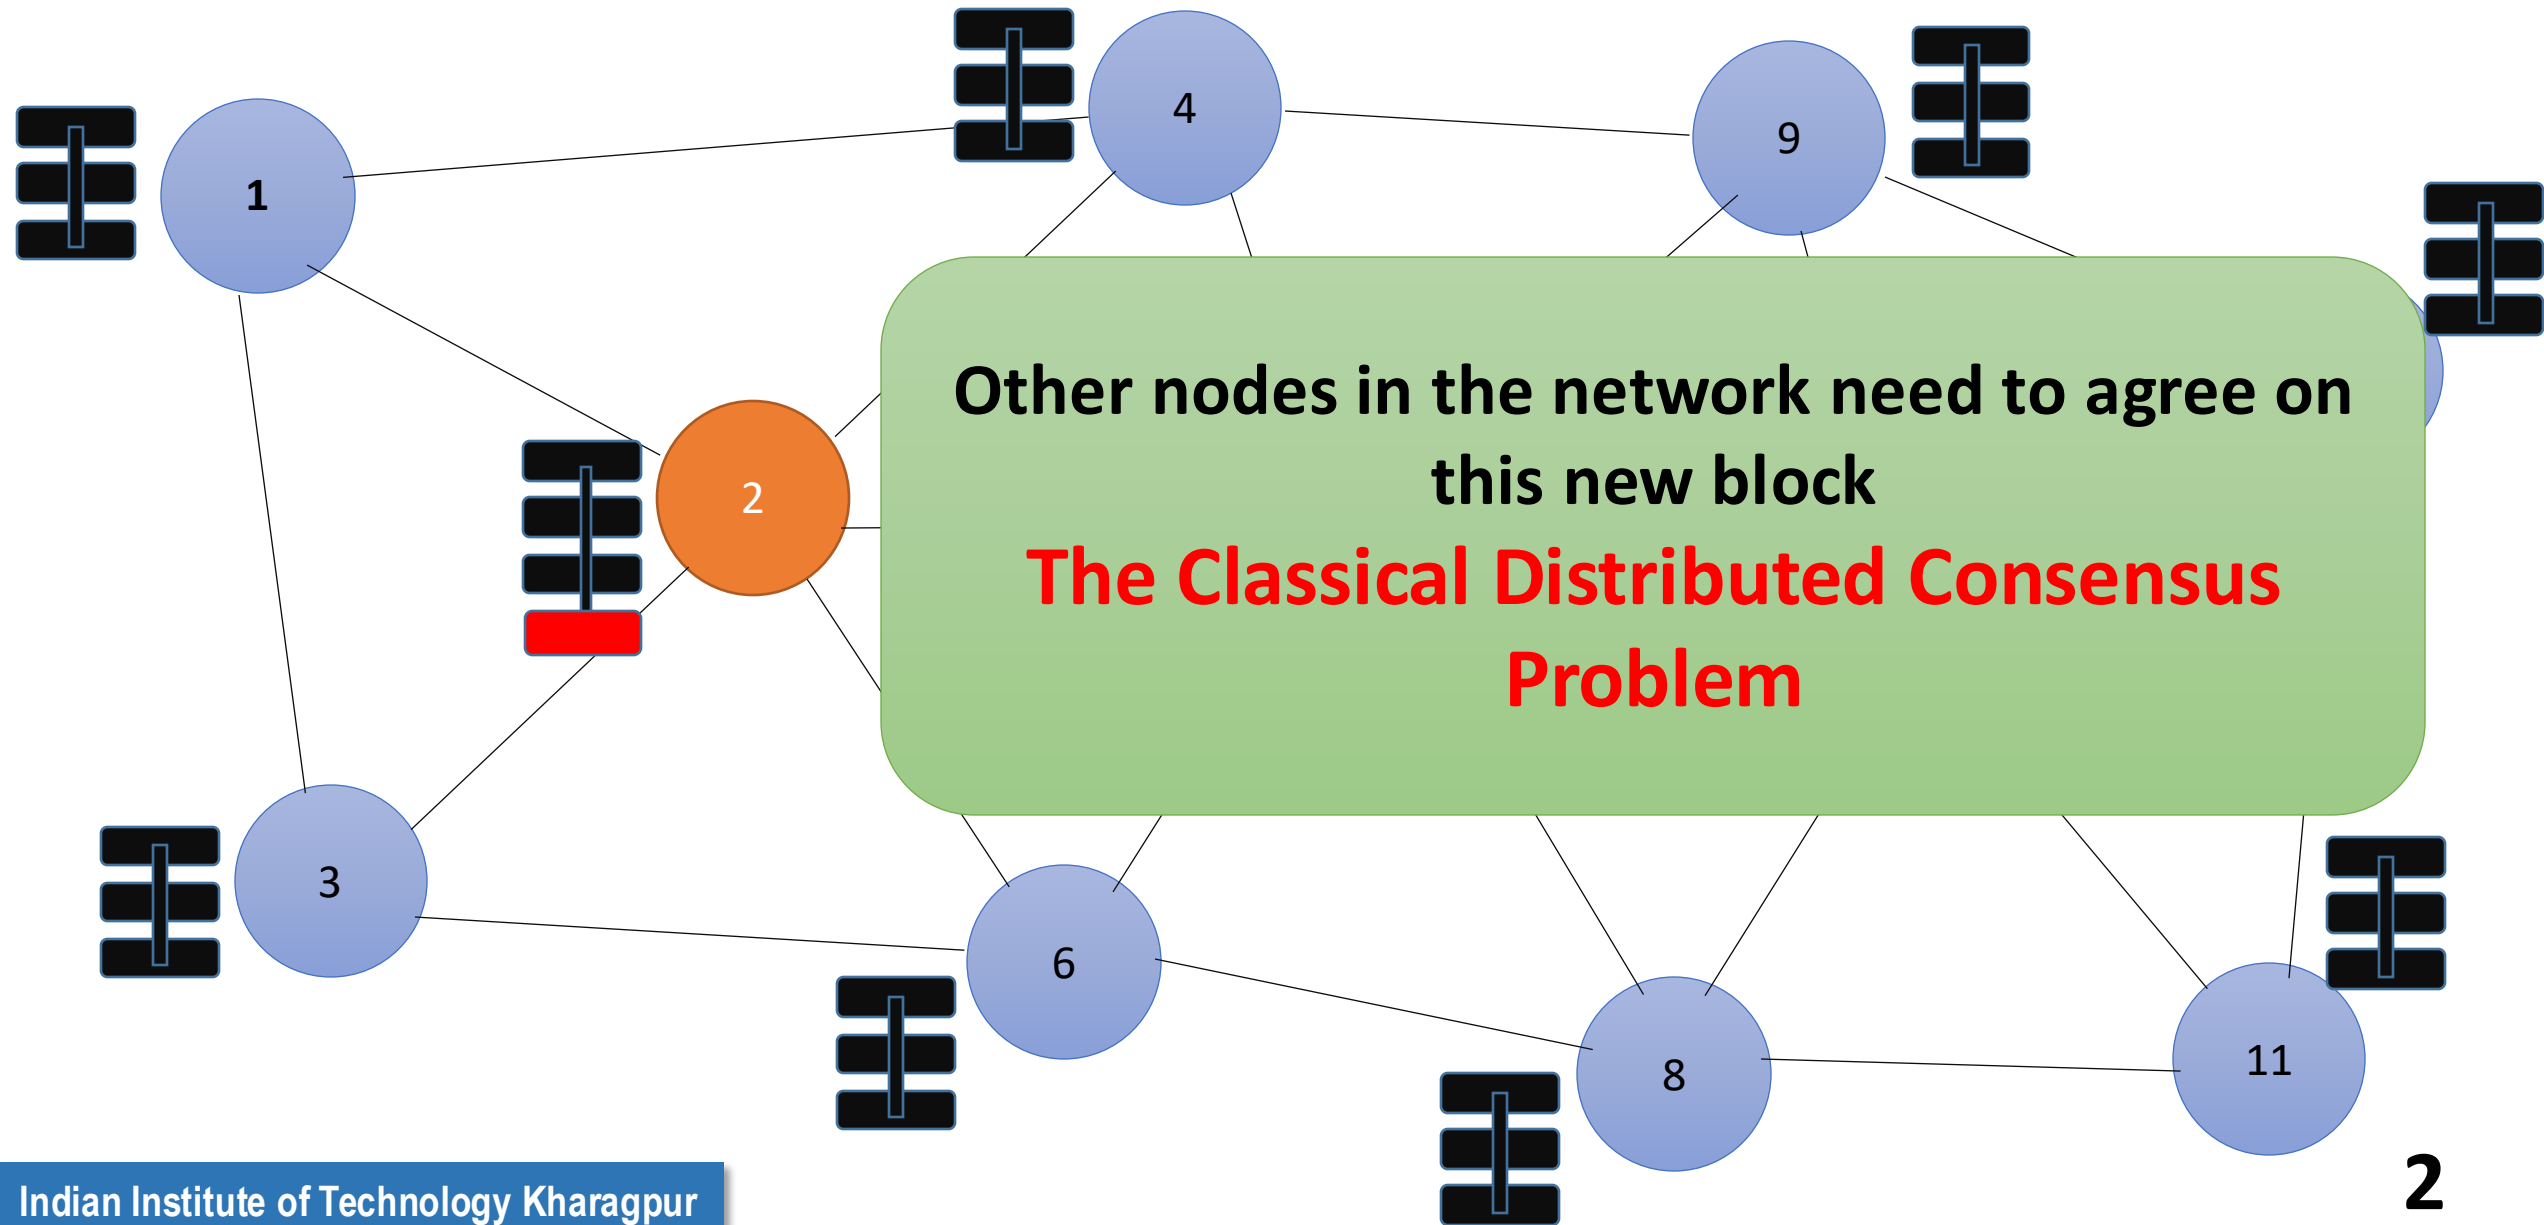 4
9
1
Other nodes in the network need to agree on
this new block
2
The Classical Distributed Consensus
Problem
3
6
8
11
Indian Institute of Technology Kharagpur
2